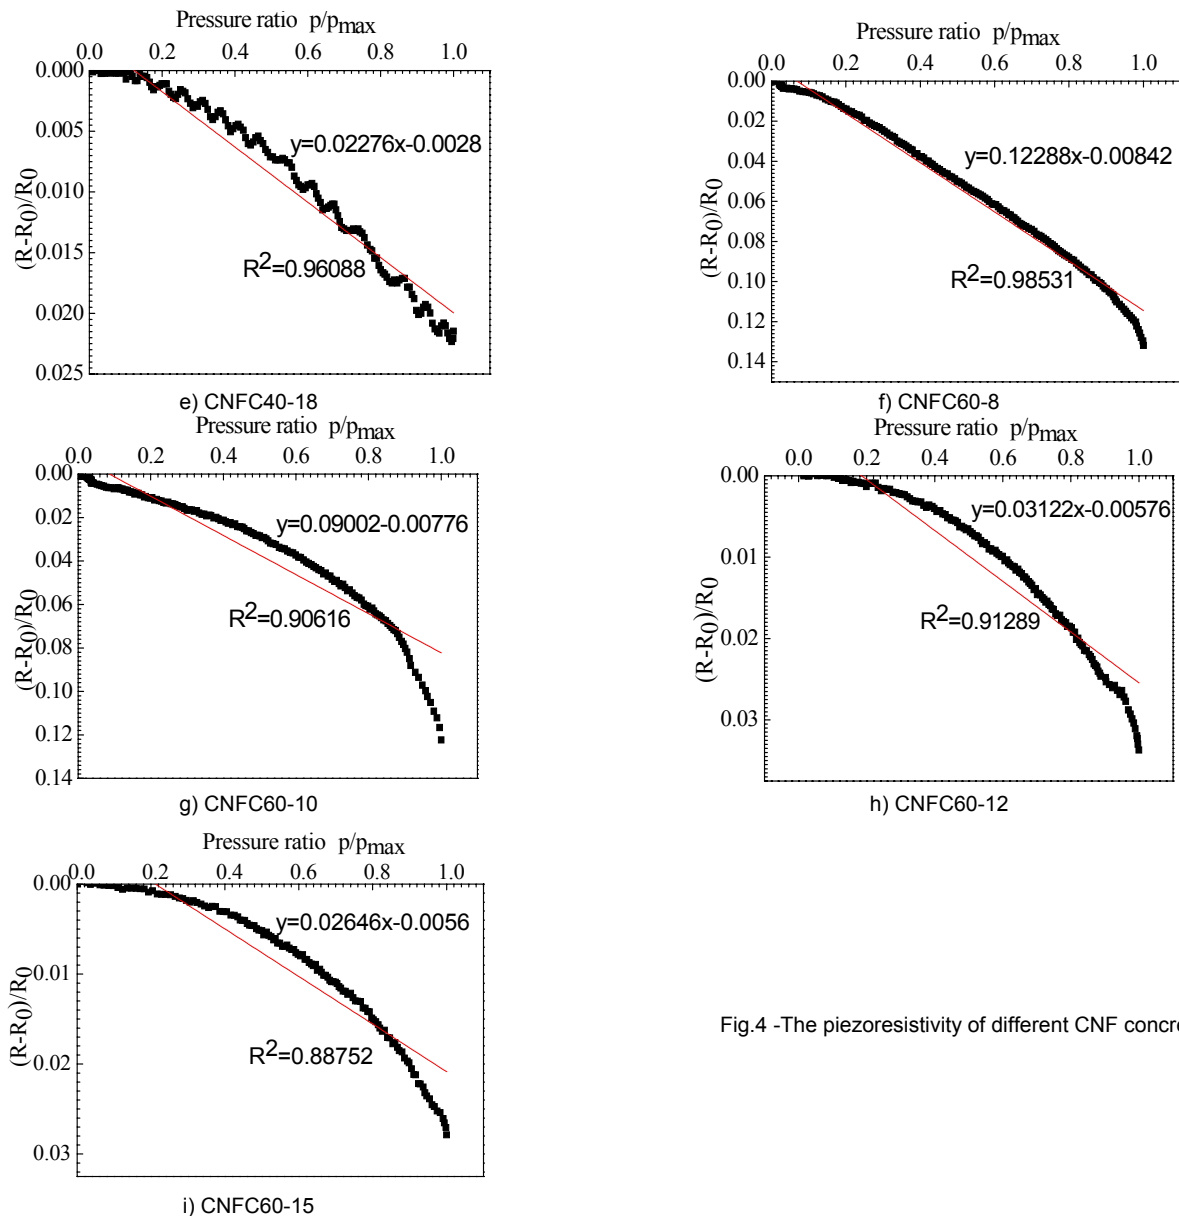 Pressure ratio p/pmax
0.0 0.2 0.4 0.6 0.8 1.0
0.000
0.005
0.010
0.015
0.020
0.025
(R-R0)/R0
y=0.02276x-0.0028
R2=0.96088
e) CNFC40-18
Pressure ratio p/pmax
0.0 0.2 0.4 0.6 0.8 1.0
0.00
0.02
0.04
0.06
0.08
0.10
0.12
0.14
(R-R0)/R0
y=0.12288x-0.00842
R2=0.98531
f) CNFC60-8
Pressure ratio p/pmax
0.0 0.2 0.4 0.6 0.8 1.0
0.00
0.02
0.04
0.06
0.08
0.10
0.12
0.14
(R-R0)/R0
y=0.09002-0.00776
R2=0.90616
g) CNFC60-10
Pressure ratio p/pmax
0.0 0.2 0.4 0.6 0.8 1.0
0.00
0.01
0.02
0.03
(R-R0)/R0
y=0.03122x-0.00576
R2=0.91289
h) CNFC60-12
Pressure ratio p/pmax
0.0 0.2 0.4 0.6 0.8 1.0
0.00
0.01
0.02
0.03
(R-R0)/R0
y=0.02646x-0.0056
R2=0.88752
i) CNFC60-15
Fig.4 -The piezoresistivity of different CNF concre